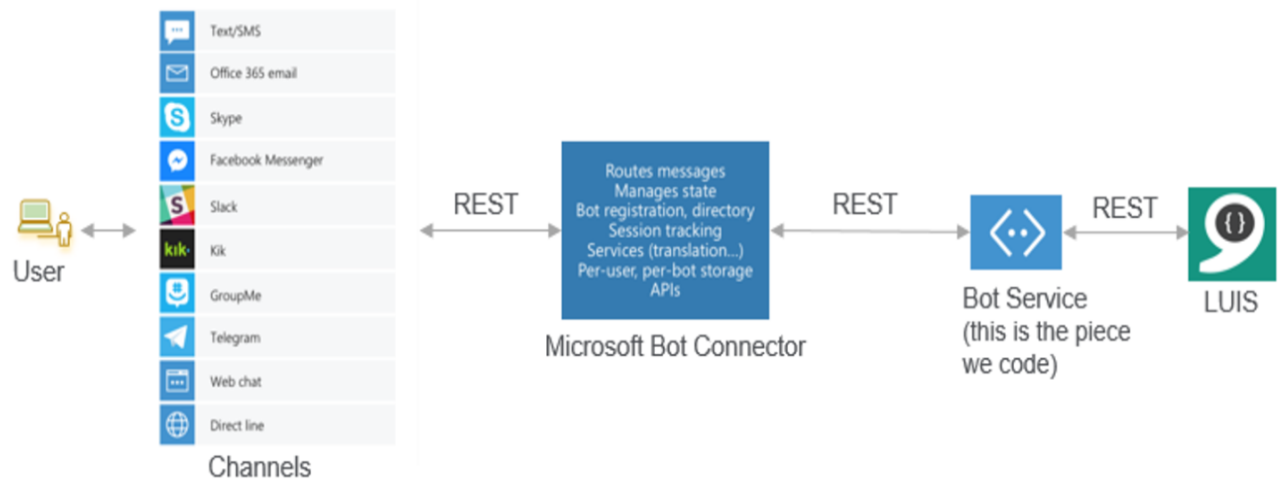 Text/SMS
Office 365 email
Skype
Facebook Messenger
S
Slack
kik
Kik
GroupMe
Telegram
Web chat
Direct line
Channels
User
REST
Routes messages
Manages state
Bot registration, directory
Session tracking
Services (translation...)
Per-user, per-bot storage
APIs
Microsoft Bot Connector
REST
Bot Service
(this is the piece
we code)
REST
{}
LUIS